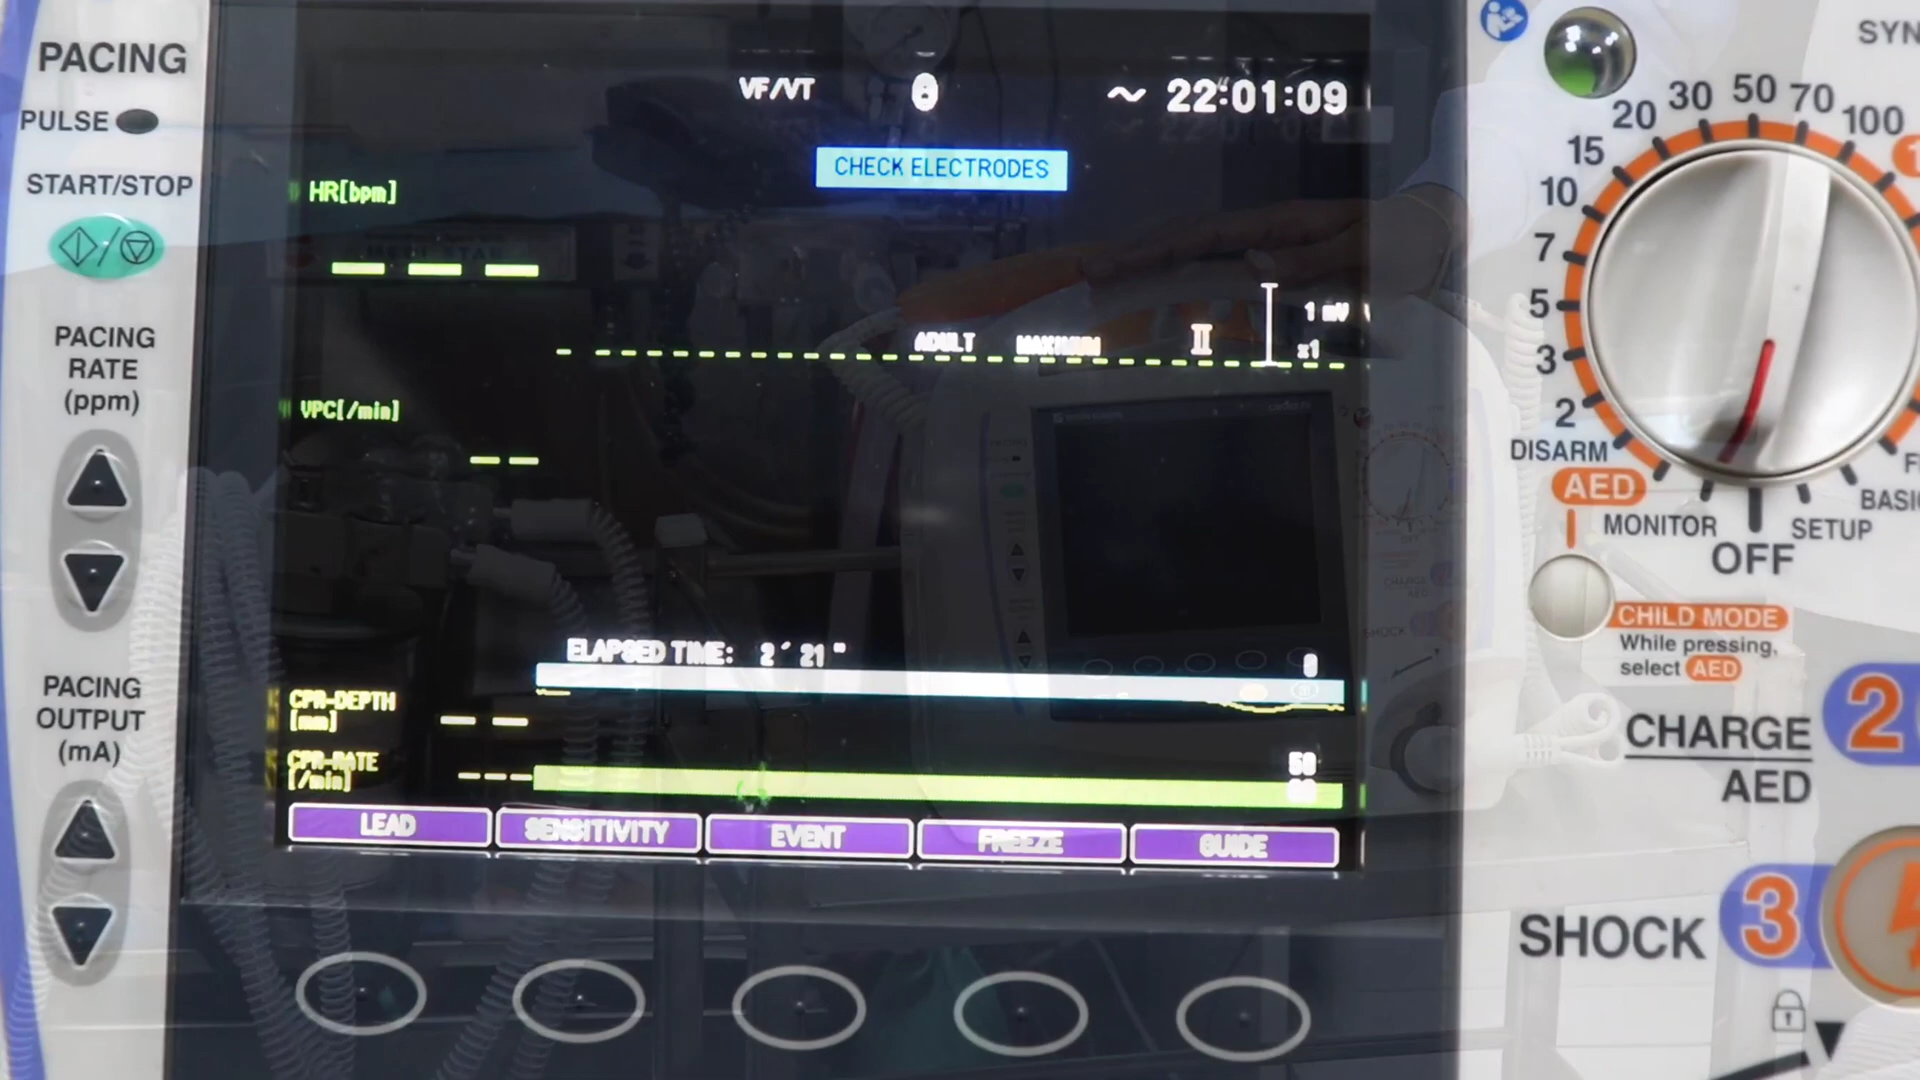 PACING
PULSE
START/STOP
PACING
RATE
(ppm)
PACING
OUTPUT
(mA)
VF/VT
22:01:09
CHECK ELECTRODES
HR[bpm]
ADULT MAXIMUM II
1 mV
x1
VPC[/min]
ELAPSED TIME: 2 ´ 21 "
0
CPR-DEPTH
[mm]
CPR-RATE
[/min]
50
LEAD
SENSITIVITY
EVENT
FREEZE
GUIDE
SYN
DISARM
2
3
5
7
10
15
20
30
50
70
100
AED
MONITOR
OFF
SETUP
BASI
CHILD MODE
While pressing,
select AED
CHARGE
AED
2
SHOCK
3